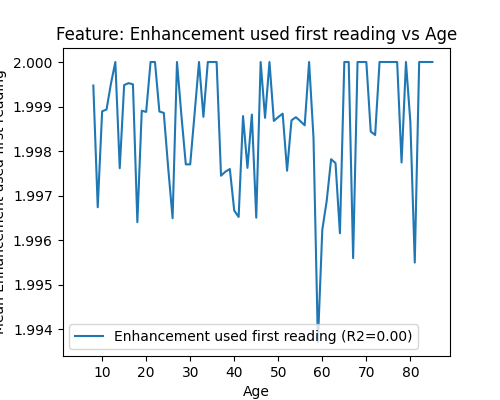 Feature: Enhancement used first reading vs Age
Mean Enhancement used first reading
2.000
1.999
1.998
1.997
1.996
1.995
1.994
Enhancement used first reading (R2=0.00)
10 20 30 40 50 60 70 80
Age